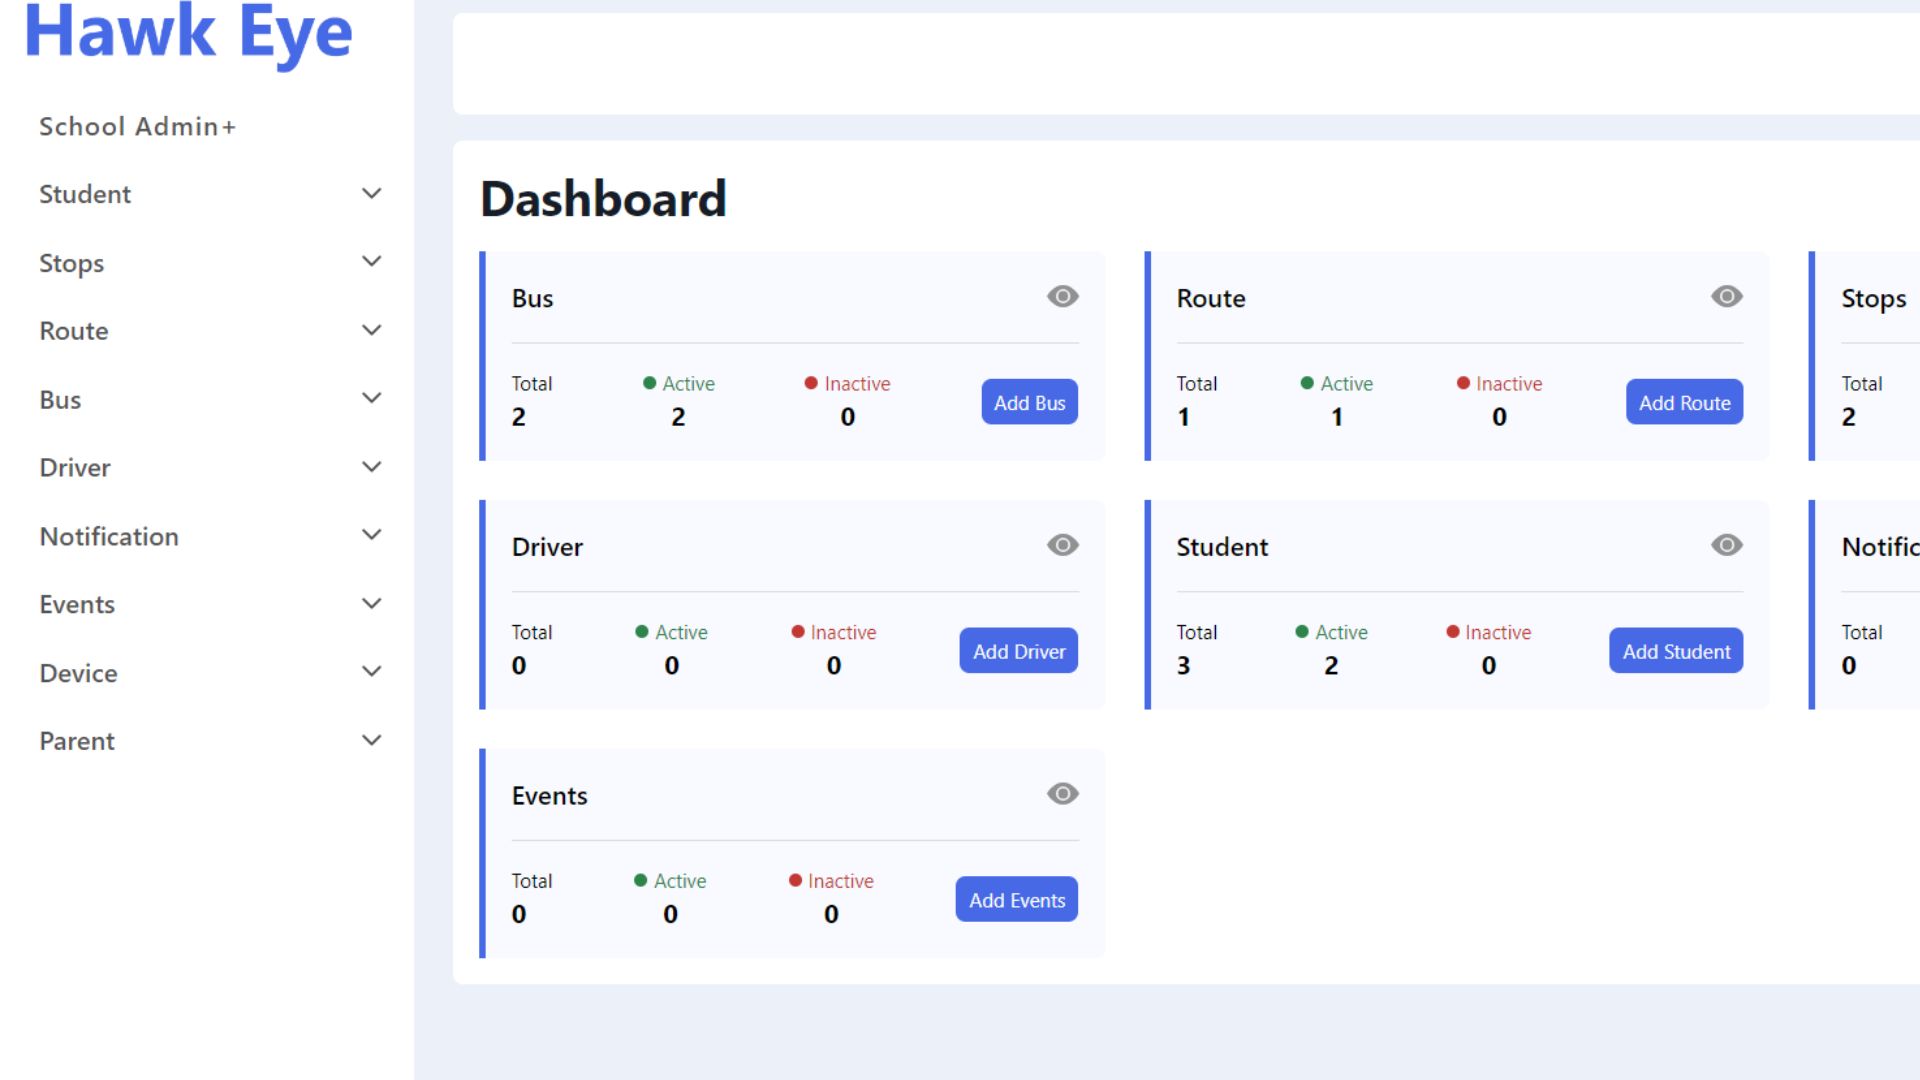 Hawk Eye
School Admin+
Student
Stops
Route
Bus
Driver
Notification
Events
Device
Parent
Dashboard
Bus
Total Active Inactive
2 2 0
Add Bus
Route
Total Active Inactive
1 1 0
Add Route
Stops
Total
2
Driver
Total Active Inactive
0 0 0
Add Driver
Student
Total Active Inactive
3 2 0
Add Student
Notific
Total
0
Events
Total Active Inactive
0 0 0
Add Events